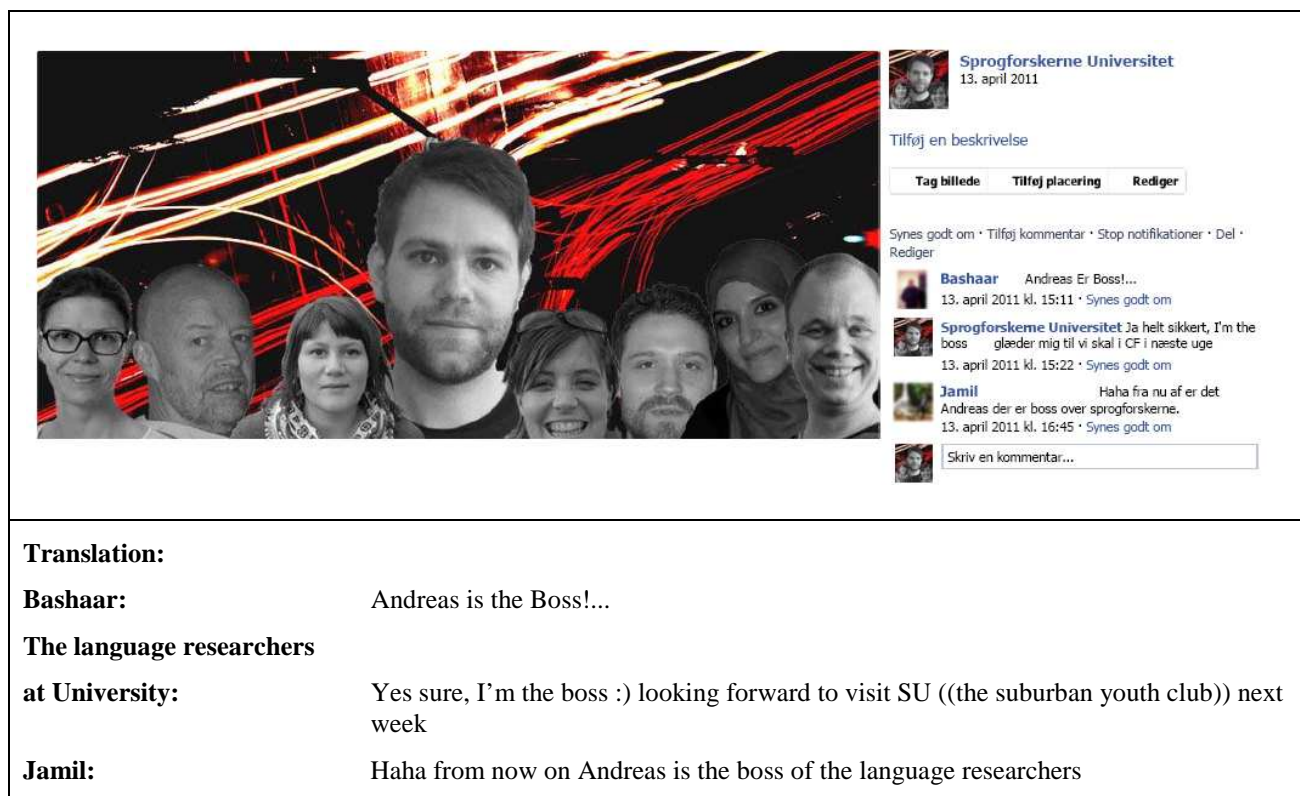 Sprogforskerne Universitet
13. april 2011
Tilføj en beskrivelse
Tag billede Tilføj placering Rediger
Synes godt om · Tilføj kommentar · Stop notifikationer · Del ·
Rediger
Bashaar Andreas Er Boss!...
13. april 2011 kl. 15:11 · Synes godt om
Sprogforskerne Universitet Ja helt sikkert, I'm the
boss glæder mig til vi skal i CF i næste uge
13. april 2011 kl. 15:22 · Synes godt om
Jamil Haha fra nu af er det
Andreas der er boss over sprogforskerne.
13. april 2011 kl. 16:45 · Synes godt om
Skriv en kommentar...
Translation:
Bashaar: Andreas is the Boss!...
The language researchers
at University: Yes sure, I’m the boss :) looking forward to visit SU ((the suburban youth club)) next
week
Jamil: Haha from now on Andreas is the boss of the language researchers